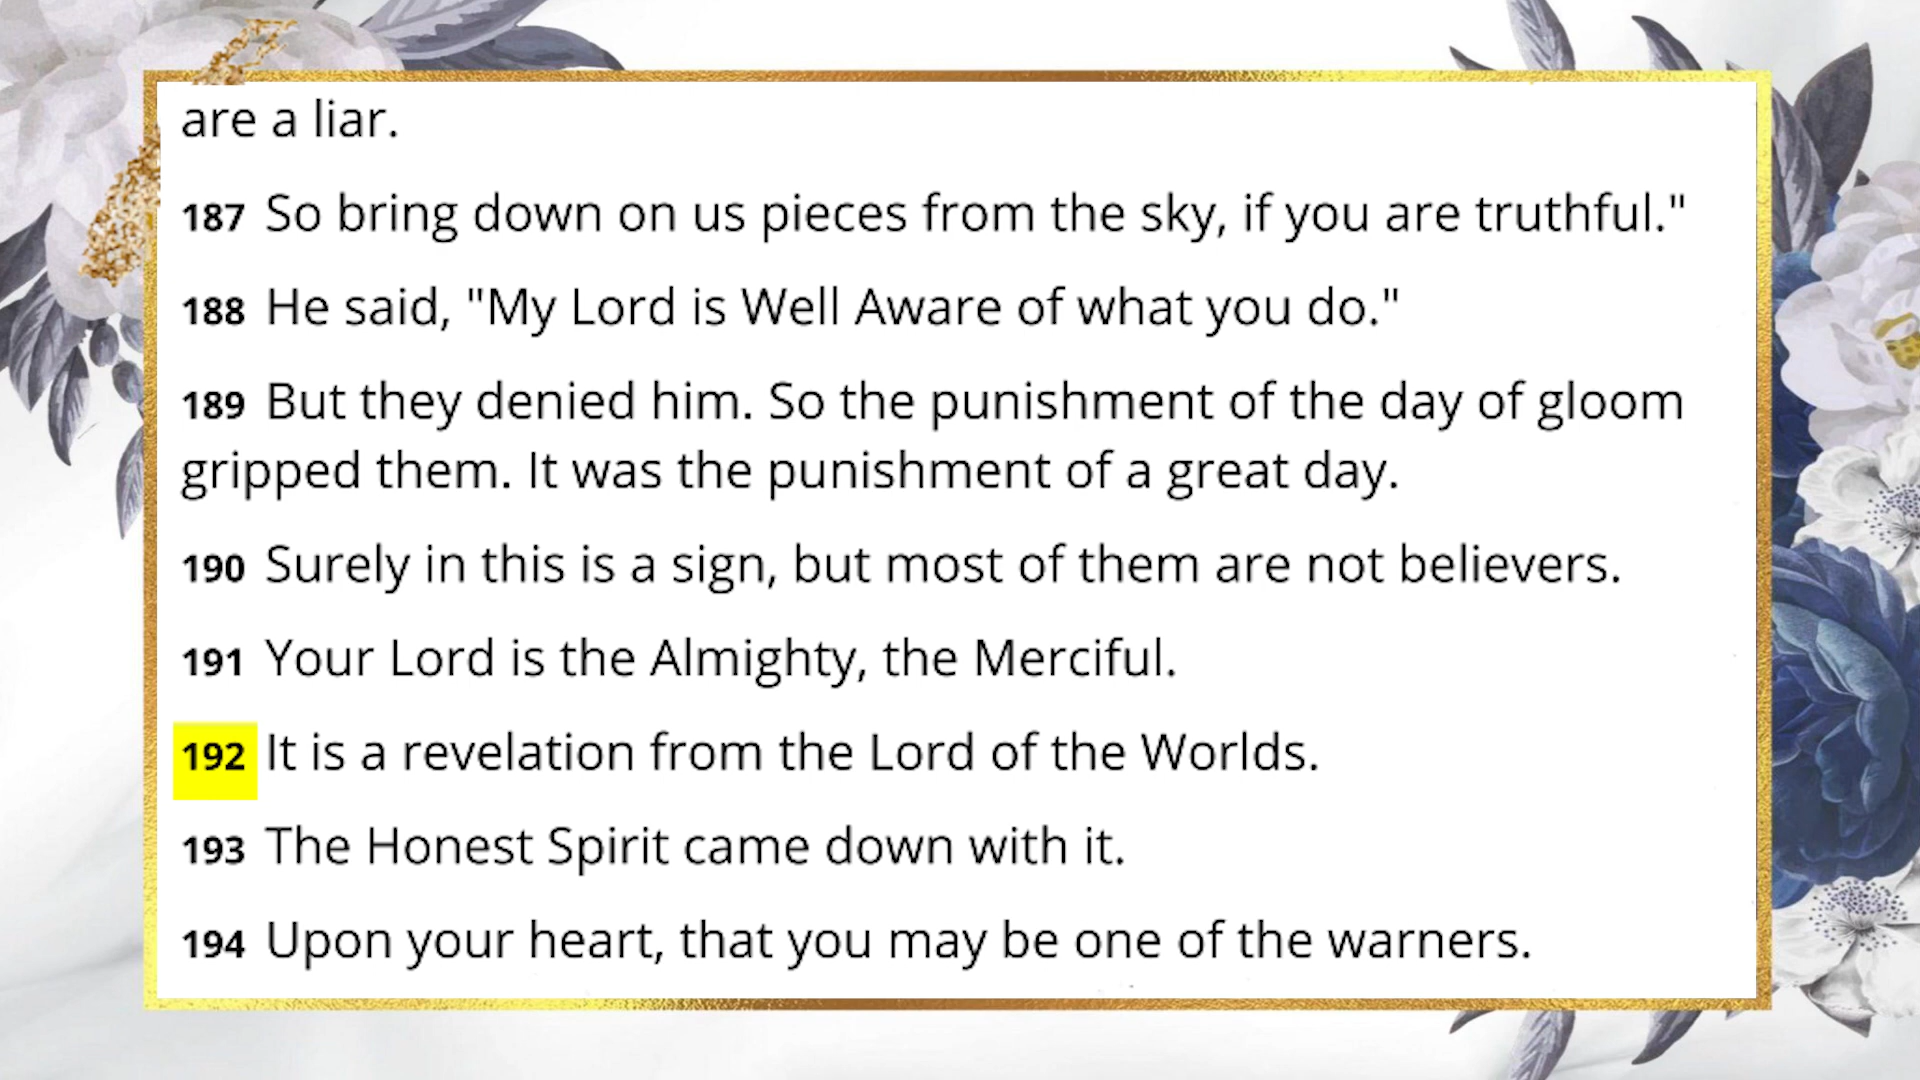 are a liar.
187 So bring down on us pieces from the sky, if you are truthful."
188 He said, "My Lord is Well Aware of what you do."
189 But they denied him. So the punishment of the day of gloom
gripped them. It was the punishment of a great day.
190 Surely in this is a sign, but most of them are not believers.
191 Your Lord is the Almighty, the Merciful.
192 It is a revelation from the Lord of the Worlds.
193 The Honest Spirit came down with it.
194 Upon your heart, that you may be one of the warners.